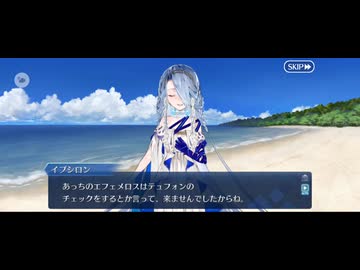 SKIP
イプシロン
あっちのエフェメロスはテュフォンの
チェックをするとか言って、来ませんでしたからね。